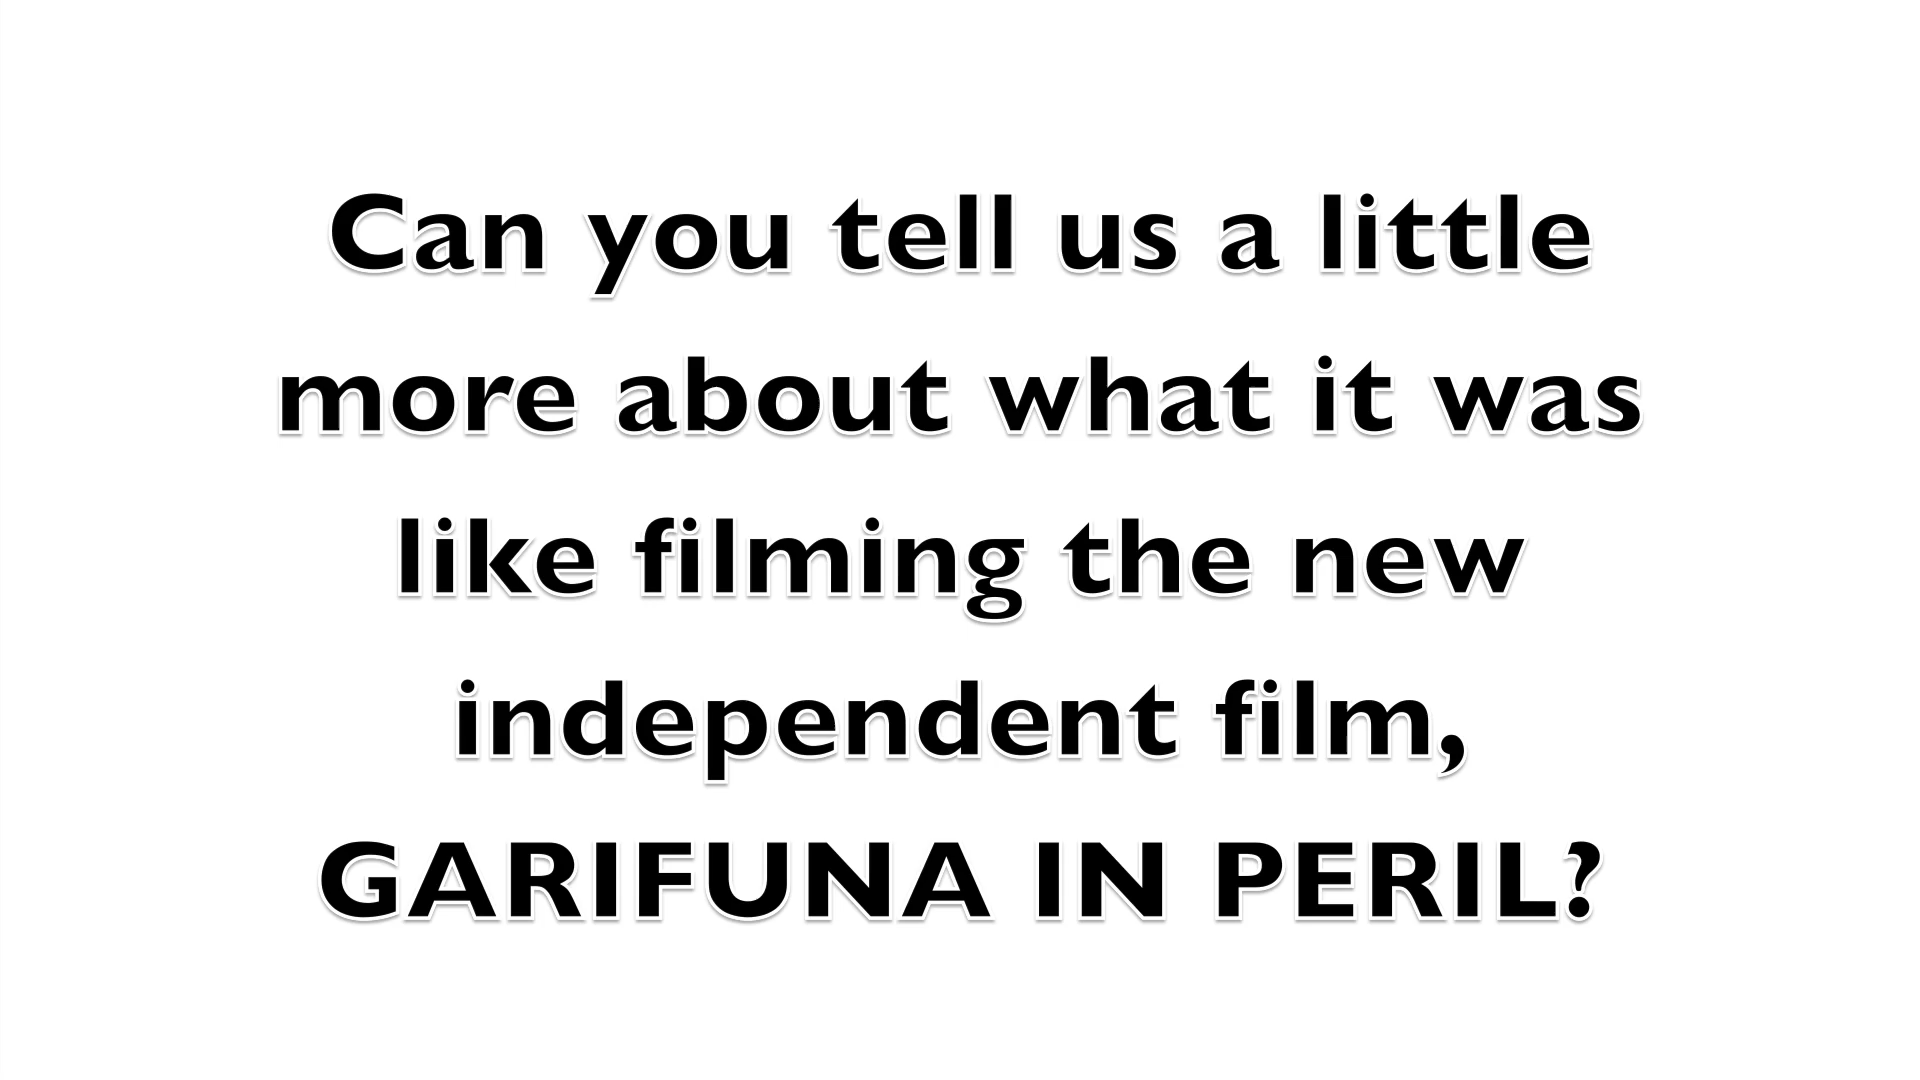 Can you tell us a little
more about what it was
like filming the new
independent film,
GARIFUNA IN PERIL?